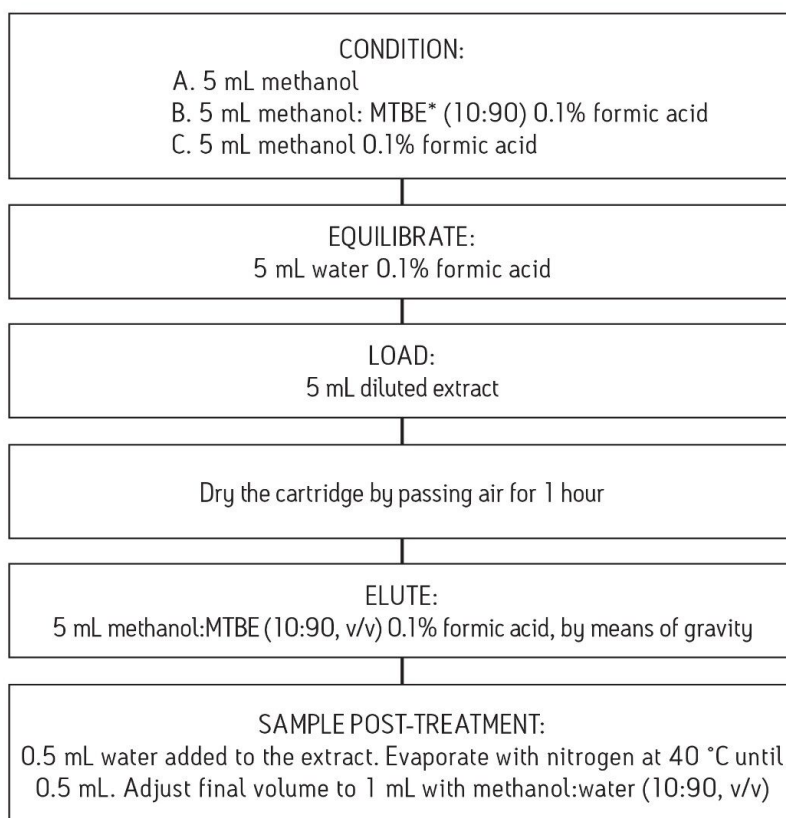 CONDITION:
A. 5 mL methanol
B. 5 mL methanol: MTBE* (10:90) 0.1% formic acid
C. 5 mL methanol 0.1% formic acid
EQUILIBRATE:
5 mL water 0.1% formic acid
LOAD:
5 mL diluted extract
Dry the cartridge by passing air for 1 hour
ELUTE:
5 mL methanol:MTBE (10:90, v/v) 0.1% formic acid, by means of gravity
SAMPLE POST-TREATMENT:
0.5 mL water added to the extract. Evaporate with nitrogen at 40 °C until
0.5 mL. Adjust final volume to 1 mL with methanol:water (10:90, v/v)